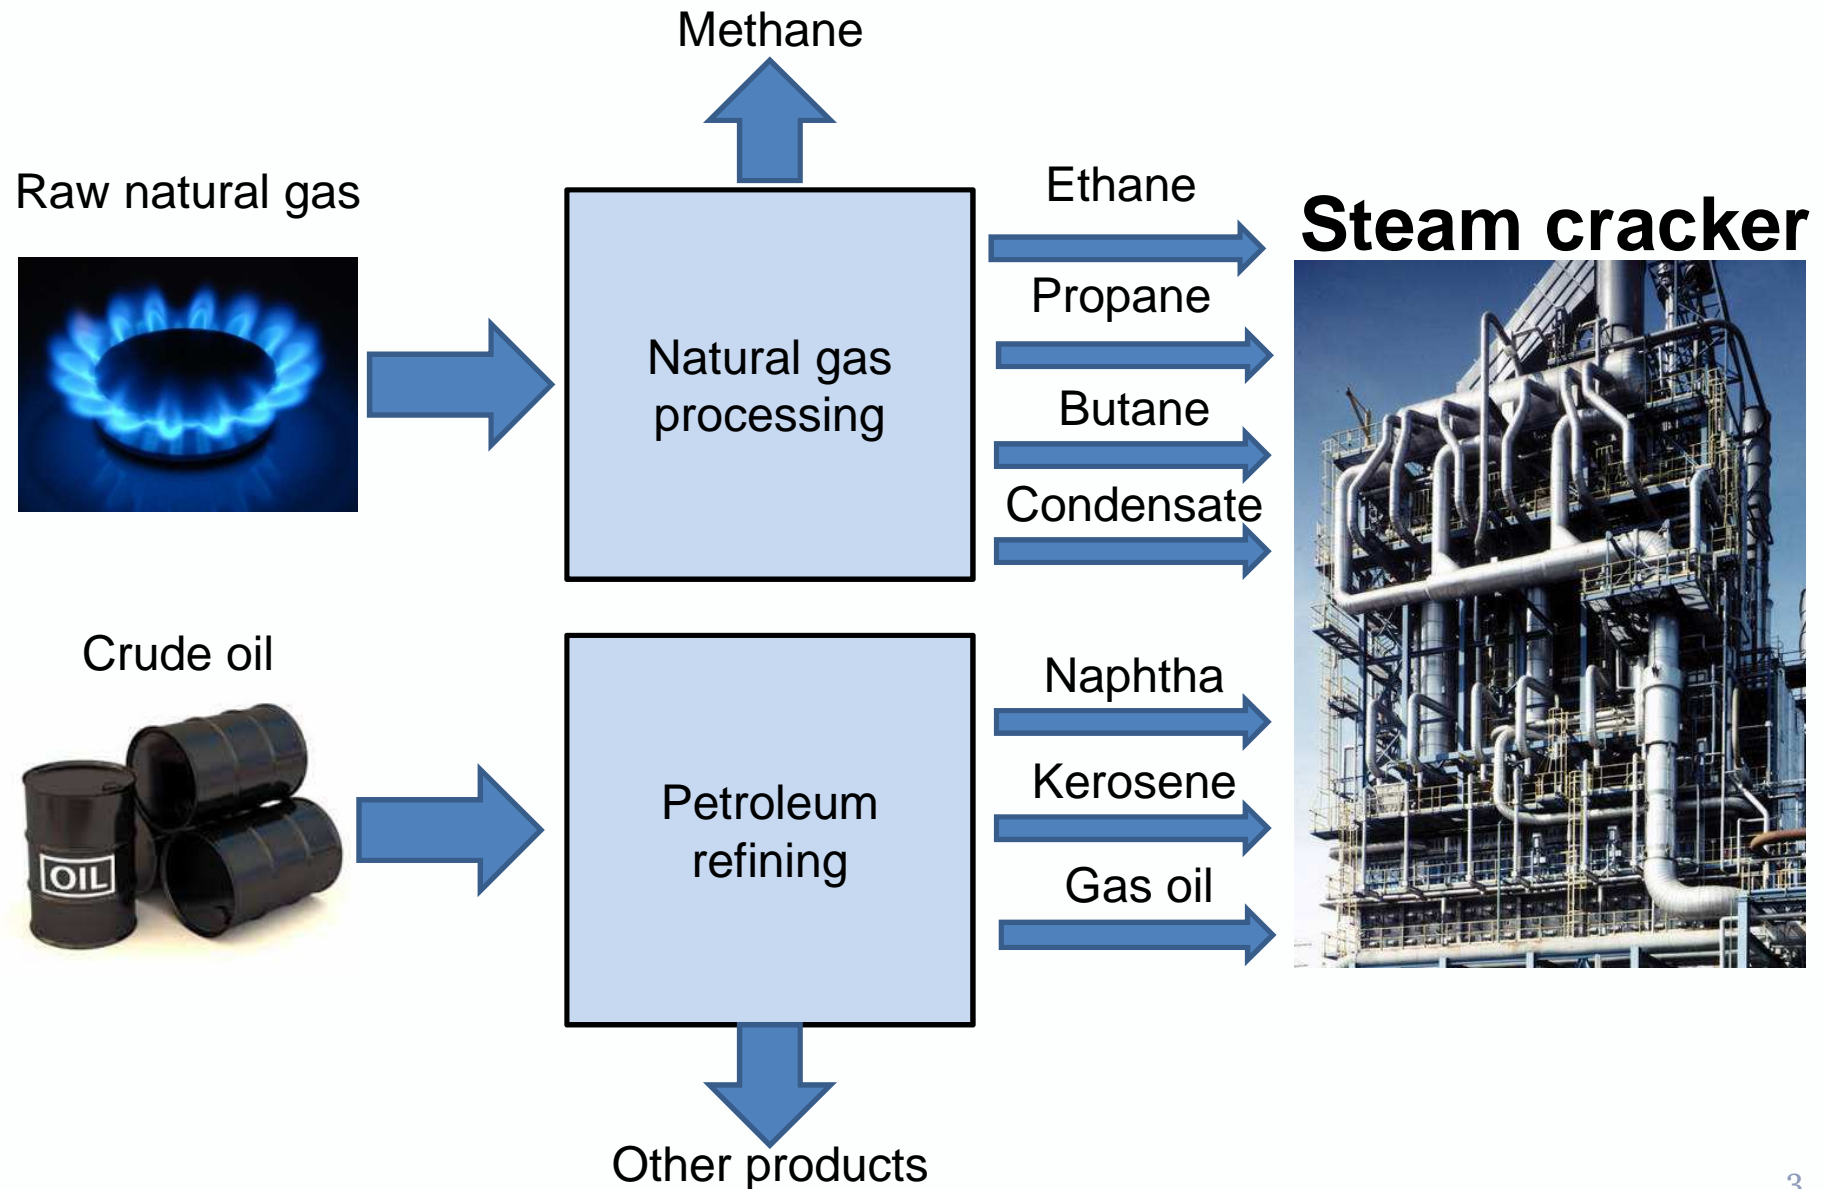 Methane
Raw natural gas
Ethane
Steam cracker
Propane
Natural gas
processing
Butane
Condensate
Crude oil
Naphtha
Kerosene
Petroleum
refining
OIL
Gas oil
Other products
3